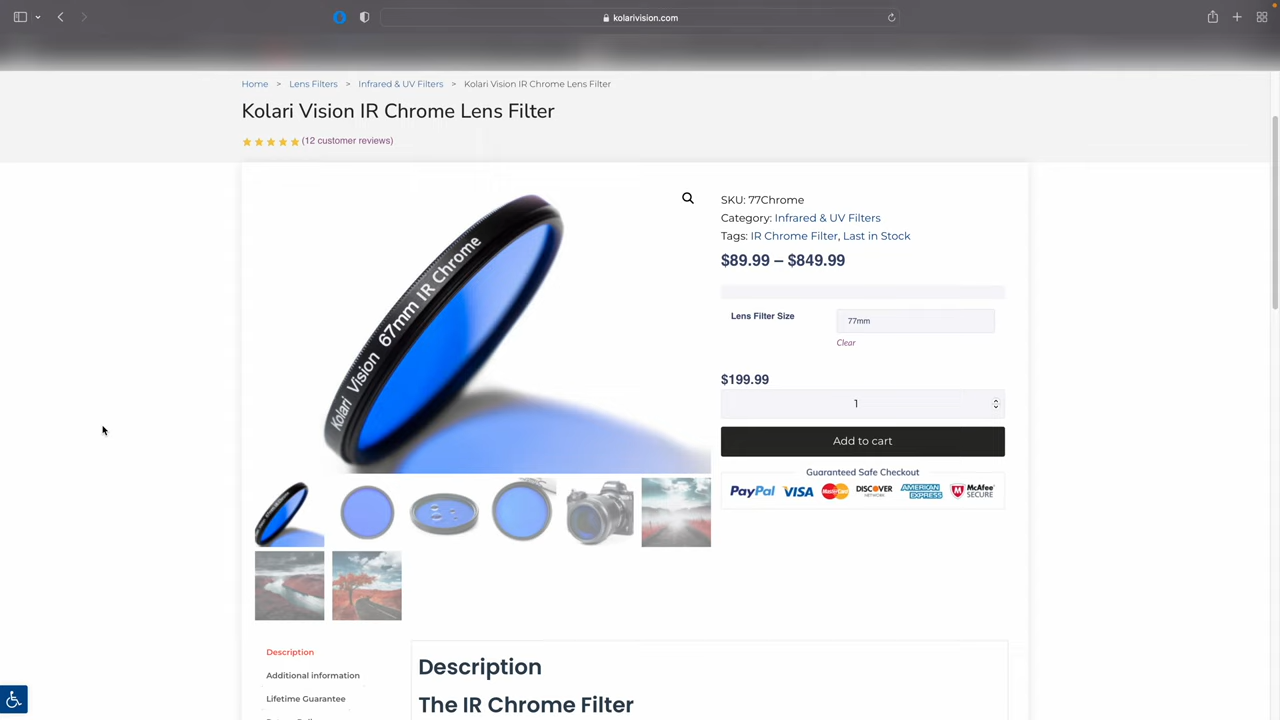 kolarivision.com
Home > Lens Filters > Infrared & UV Filters > Kolari Vision IR Chrome Lens Filter
Kolari Vision IR Chrome Lens Filter
(12 customer reviews)
Kolari Vision 67mm IR Chrome
SKU: 77Chrome
Category: Infrared & UV Filters
Tags: IR Chrome Filter, Last in Stock
$89.99 – $849.99
Lens Filter Size
77mm
Clear
$199.99
1
Add to cart
Guaranteed Safe Checkout
PayPal VISA MasterCard DISCOVER NETWORK AMERICAN EXPRESS McAfee SECURE
Description
Additional information
Lifetime Guarantee
Description
The IR Chrome Filter